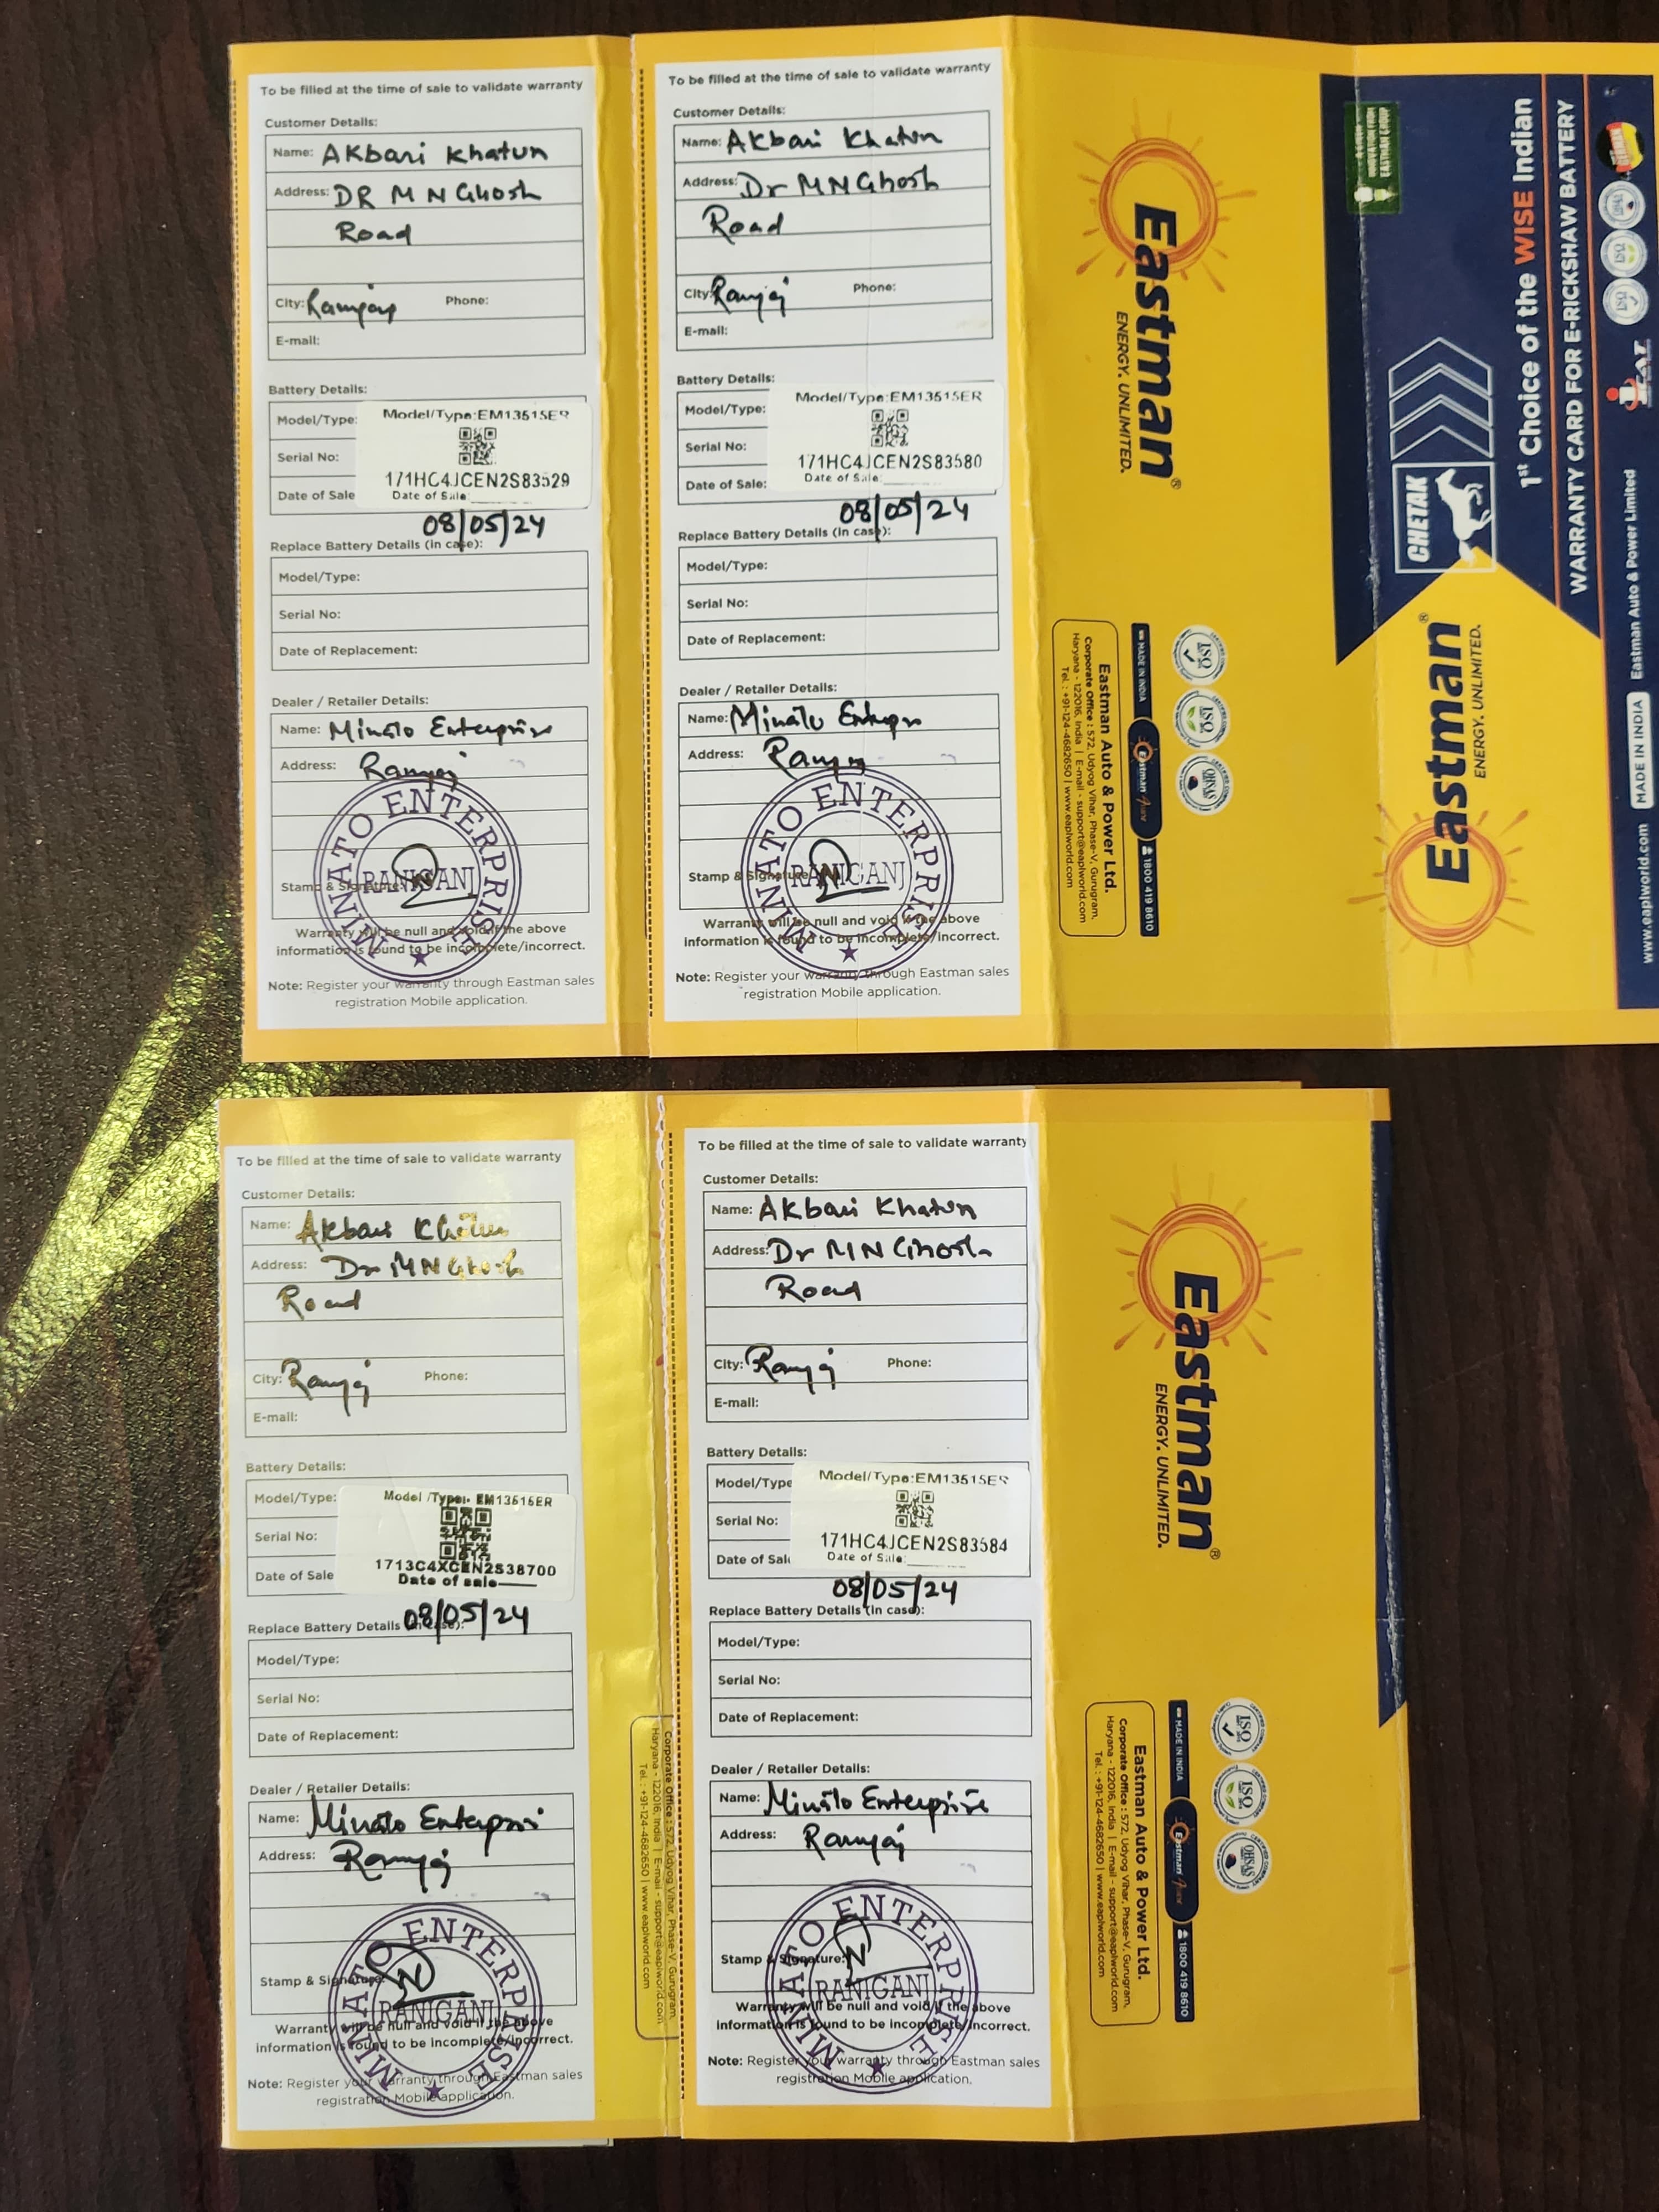 To be filled at the time of sale to validate warranty
Customer Details:
Name: Akbari Khatun
Address: DR M N Ghosh
Road
City: Phone:
E-mail:
Battery Details:
Model/Type: Model/Type:EM13515ER
Serial No: 171HC4JCEN2S83529
Date of Sale Date of Sale:
08/05/24
Replace Battery Details (in case):
Model/Type:
Serial No:
Date of Replacement:
Dealer / Retailer Details:
Name: Minato Enterprise
Address:
MINATO ENTERPRISE
RANIGANJ
Stamp & Signature:
Warranty will be null and void if the above
information is found to be incomplete/incorrect.
Note: Register your warranty through Eastman sales
registration Mobile application.
To be filled at the time of sale to validate warranty
Customer Details:
Name: Akbari Khatun
Address: Dr M N Ghosh
Road
City: Phone:
E-mail:
Battery Details:
Model/Type: Model/Type:EM13515ER
Serial No: 171HC4JCEN2S83580
Date of Sale: Date of Sale:
08/05/24
Replace Battery Details (in case):
Model/Type:
Serial No:
Date of Replacement:
Dealer / Retailer Details:
Name: Minato
Address:
MINATO ENTERPRISE
RANIGANJ
Stamp & Signature:
Warranty will be null and void if the above
information is found to be incomplete/incorrect.
Note: Register your warranty through Eastman sales
registration Mobile application.
Eastman®
ENERGY. UNLIMITED.
ISO ISO OHSAS
MADE IN INDIA Eastman 1800 419 8610
Eastman Auto & Power Ltd.
Corporate Office : 572, Udyog Vihar, Phase-V, Gurugram,
Haryana - 122016, India | E-mail - support@eaplworld.com
Tel. : +91-124-4682650 | www.eaplworld.com
CHETAK
1st Choice of the WISE Indian
WARRANTY CARD FOR E-RICKSHAW BATTERY
Eastman®
ENERGY. UNLIMITED.
www.eaplworld.com MADE IN INDIA Eastman Auto & Power Limited
To be filled at the time of sale to validate warranty
Customer Details:
Name: Akbari Khatun
Address: Dr M N Ghosh
Road
City: Phone:
E-mail:
Battery Details:
Model/Type: Model /Type:- EM13515ER
Serial No: 1713C4XCEN2S38700
Date of Sale Date of sale
08/05/24
Replace Battery Details (in case):
Model/Type:
Serial No:
Date of Replacement:
Dealer / Retailer Details:
Name: Minato
Address:
MINATO ENTERPRISE
RANIGANJ
Stamp & Signature:
Warranty will be null and void if the above
information is found to be incomplete/incorrect.
Note: Register your warranty through Eastman sales
registration Mobile application.
Corporate Office : 572, Udyog Vihar, Phase-V, Gurugram,
Haryana - 122016, India | E-mail - support@eaplworld.com
Tel. : +91-124-4682650 | www.eaplworld.com
To be filled at the time of sale to validate warranty
Customer Details:
Name: Akbari Khatun
Address: Dr M N Ghosh
Road
City: Phone:
E-mail:
Battery Details:
Model/Type Model/Type:EM13515ER
Serial No: 171HC4JCEN2S83584
Date of Sale Date of Sale:
08/05/24
Replace Battery Details (in case):
Model/Type:
Serial No:
Date of Replacement:
Dealer / Retailer Details:
Name: Minato Enterprise
Address:
MINATO ENTERPRISE
RANIGANJ
Stamp & Signature:
Warranty will be null and void if the above
information is found to be incomplete/incorrect.
Note: Register your warranty through Eastman sales
registration Mobile application.
Eastman®
ENERGY. UNLIMITED.
ISO ISO OHSAS
MADE IN INDIA Eastman 1800 419 8610
Eastman Auto & Power Ltd.
Corporate Office : 572, Udyog Vihar, Phase-V, Gurugram,
Haryana - 122016, India | E-mail - support@eaplworld.com
Tel. : +91-124-4682650 | www.eaplworld.com